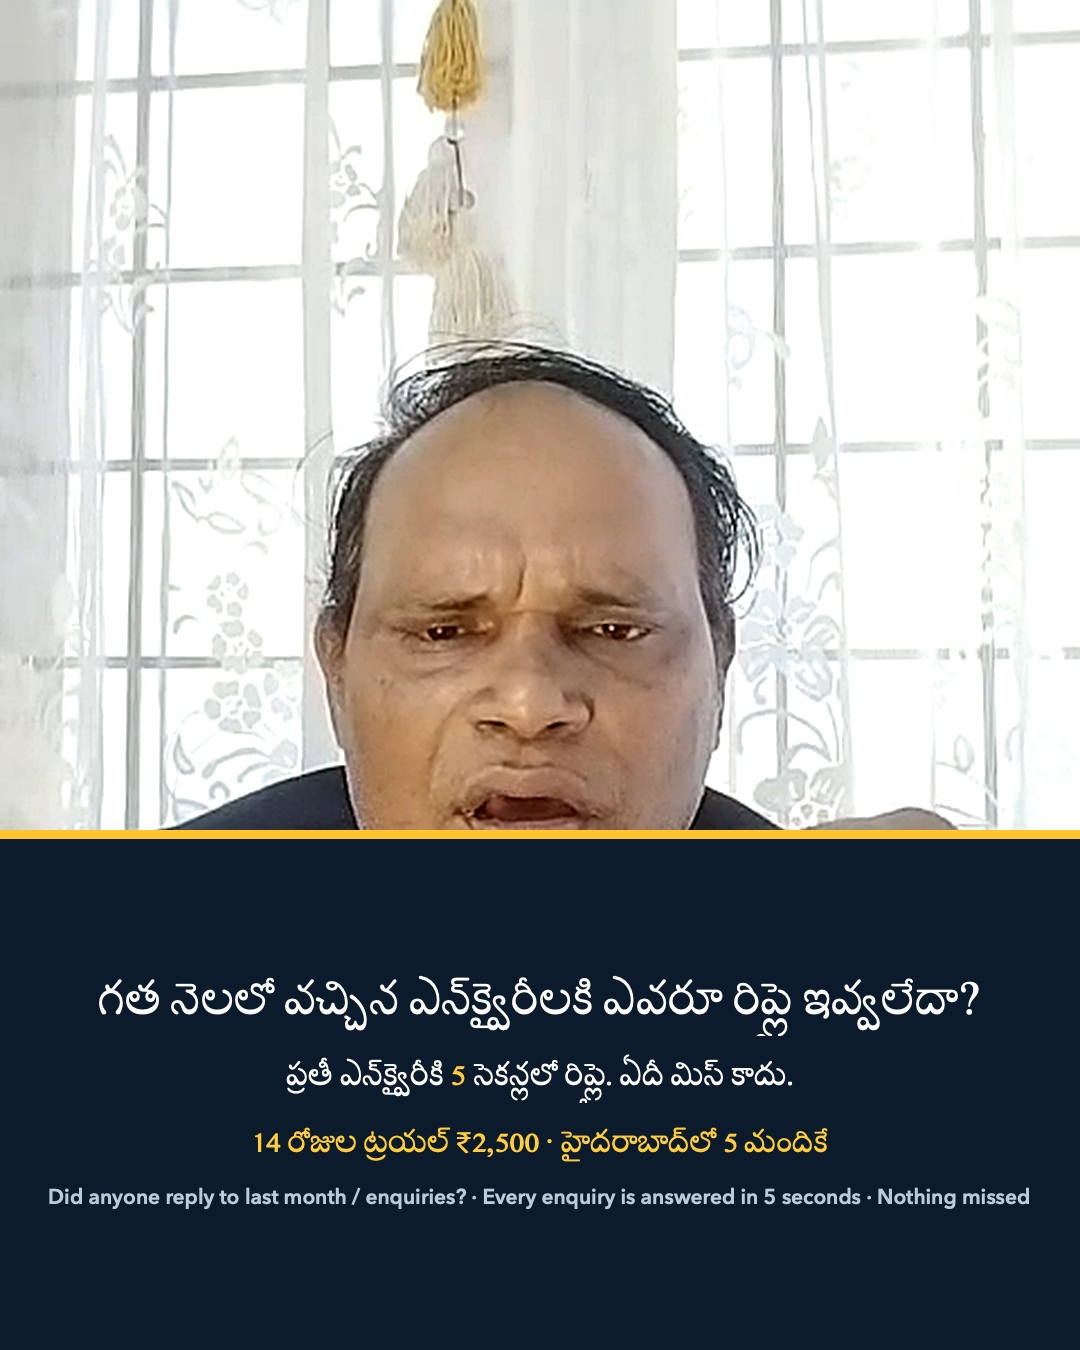 గత నెలలో వచ్చిన ఎన్‌క్వైరీలకి ఎవరూ రిప్లై ఇవ్వలేదా?
ప్రతీ ఎన్‌క్వైరీకి 5 సెకన్లలో రిప్లై. ఏదీ మిస్ కాదు.
14 రోజుల ట్రయల్ ₹2,500 · హైదరాబాద్‌లో 5 మందికే
Did anyone reply to last month / enquiries? · Every enquiry is answered in 5 seconds · Nothing missed